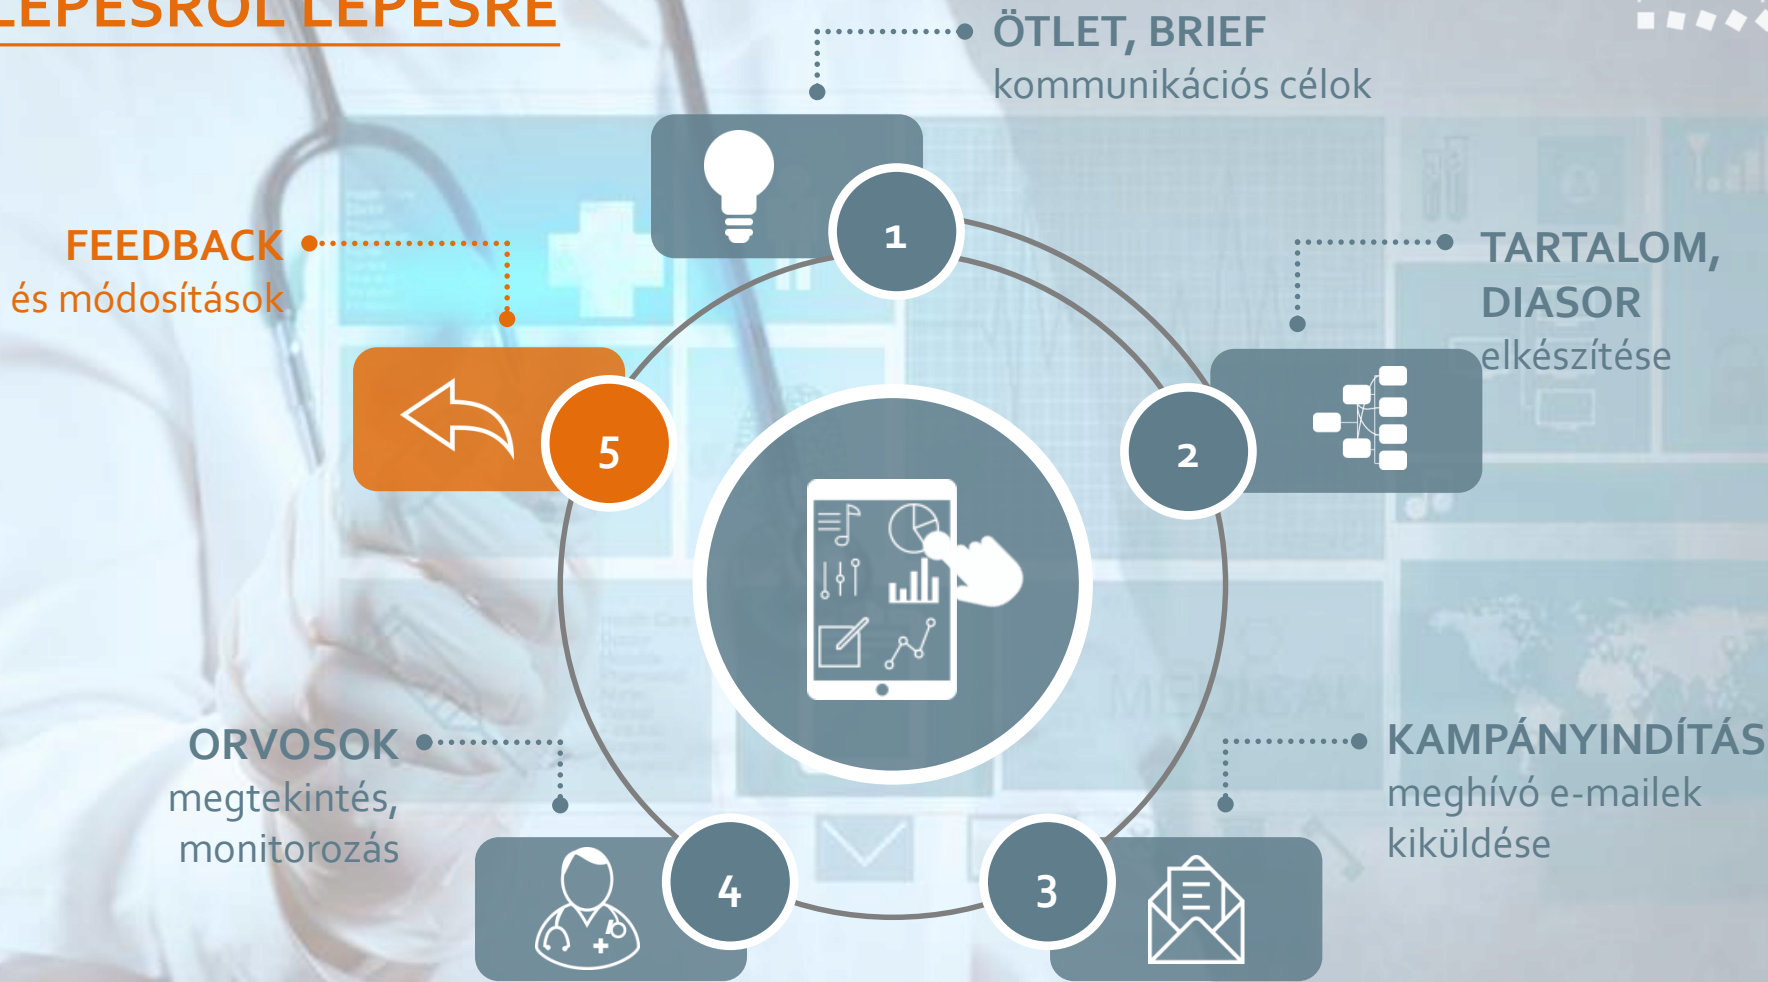 LÉPÉSRŐL LÉPÉSRE
ÖTLET, BRIEF
kommunikációs célok
1
TARTALOM,
DIASOR
elkészítése
2
KAMPÁNYINDÍTÁS
meghívó e-mailek
kiküldése
3
ORVOSOK
megtekintés,
monitorozás
4
FEEDBACK
és módosítások
5
MEDICAL